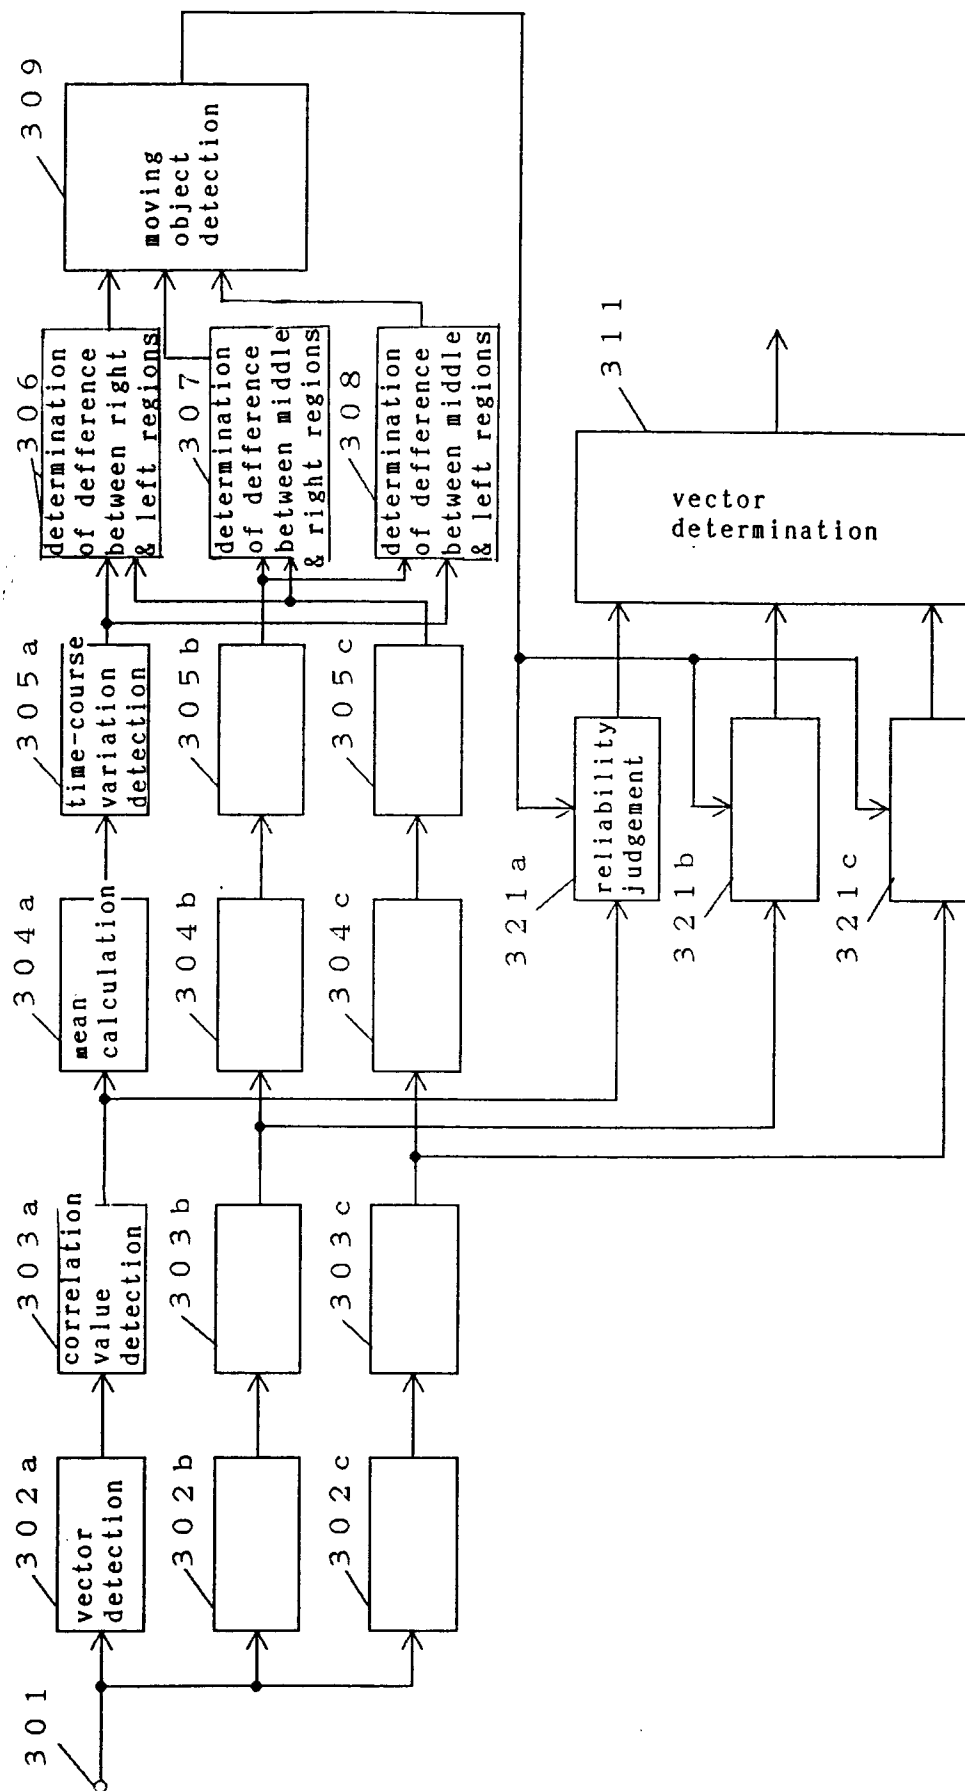 301
302a
vector
detection
302b
302c
303a
correlation
value
detection
303b
303c
304a
mean
calculation
304b
304c
305a
time-course
variation
detection
305b
305c
306
determination
of defference
between right
& left regions
307
determination
of defference
between middle
& right regions
308
determination
of defference
between middle
& left regions
309
moving
object
detection
321a
reliability
judgement
321b
321c
311
vector
determination